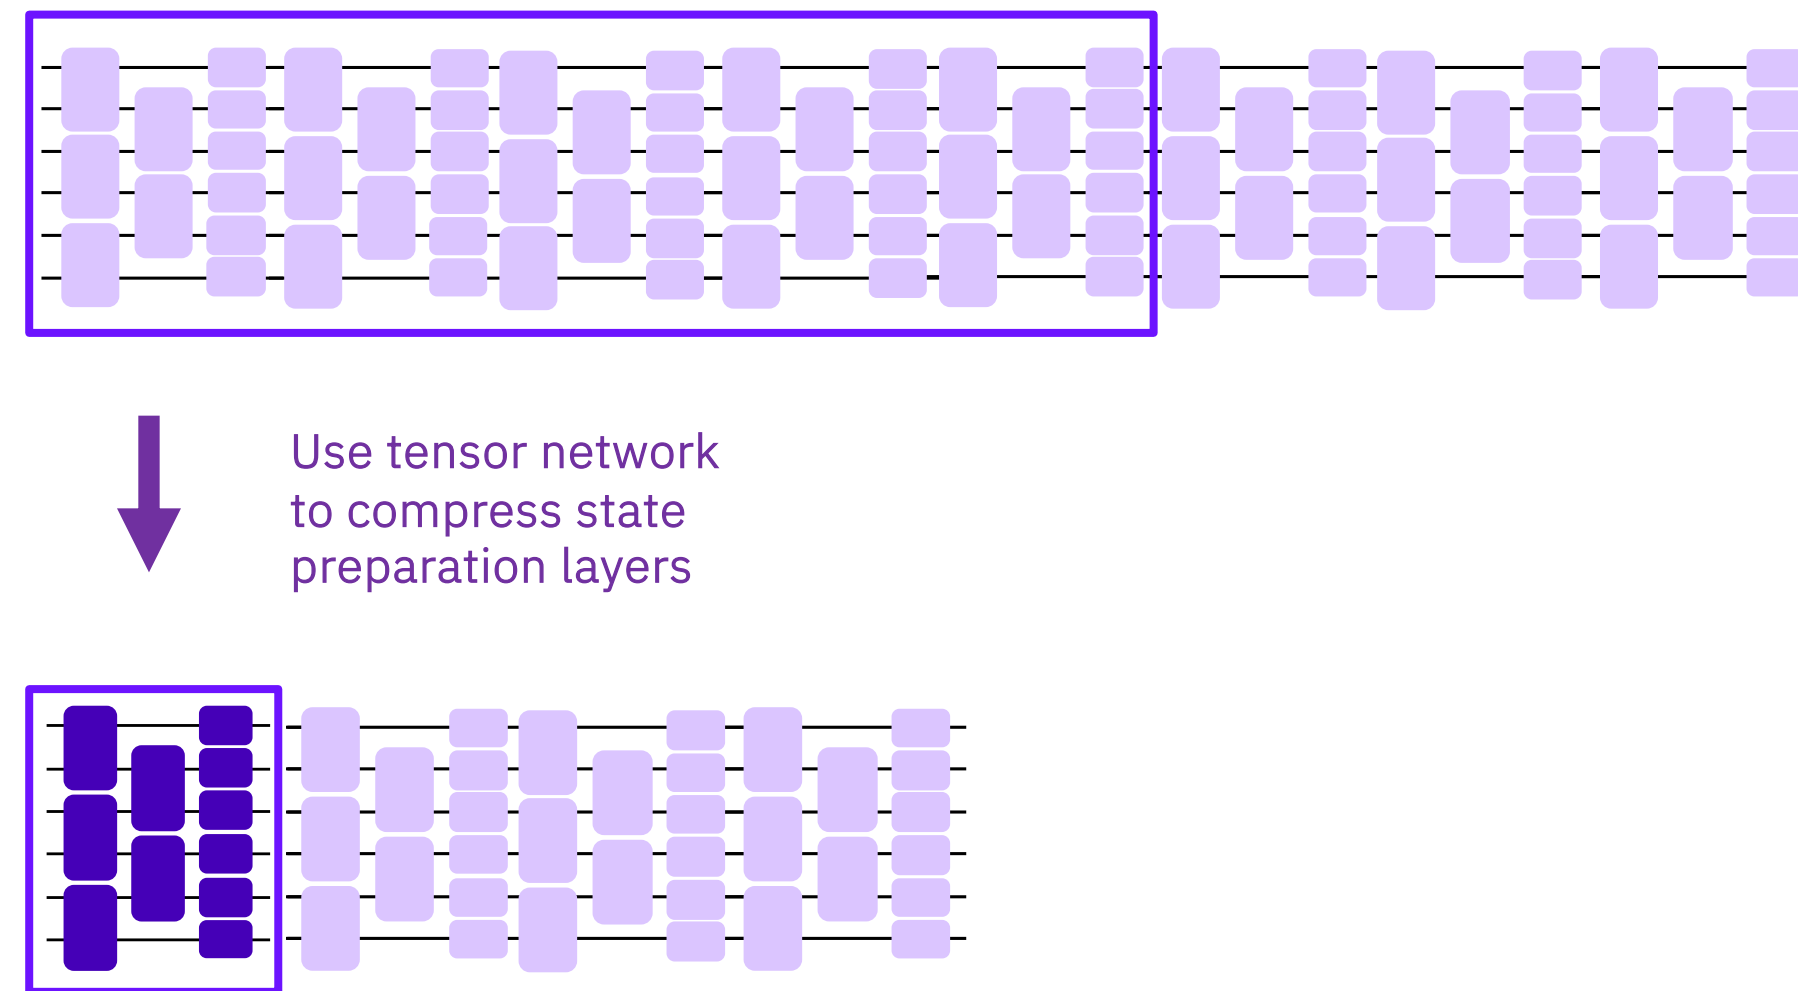 Use tensor network
to compress state
preparation layers